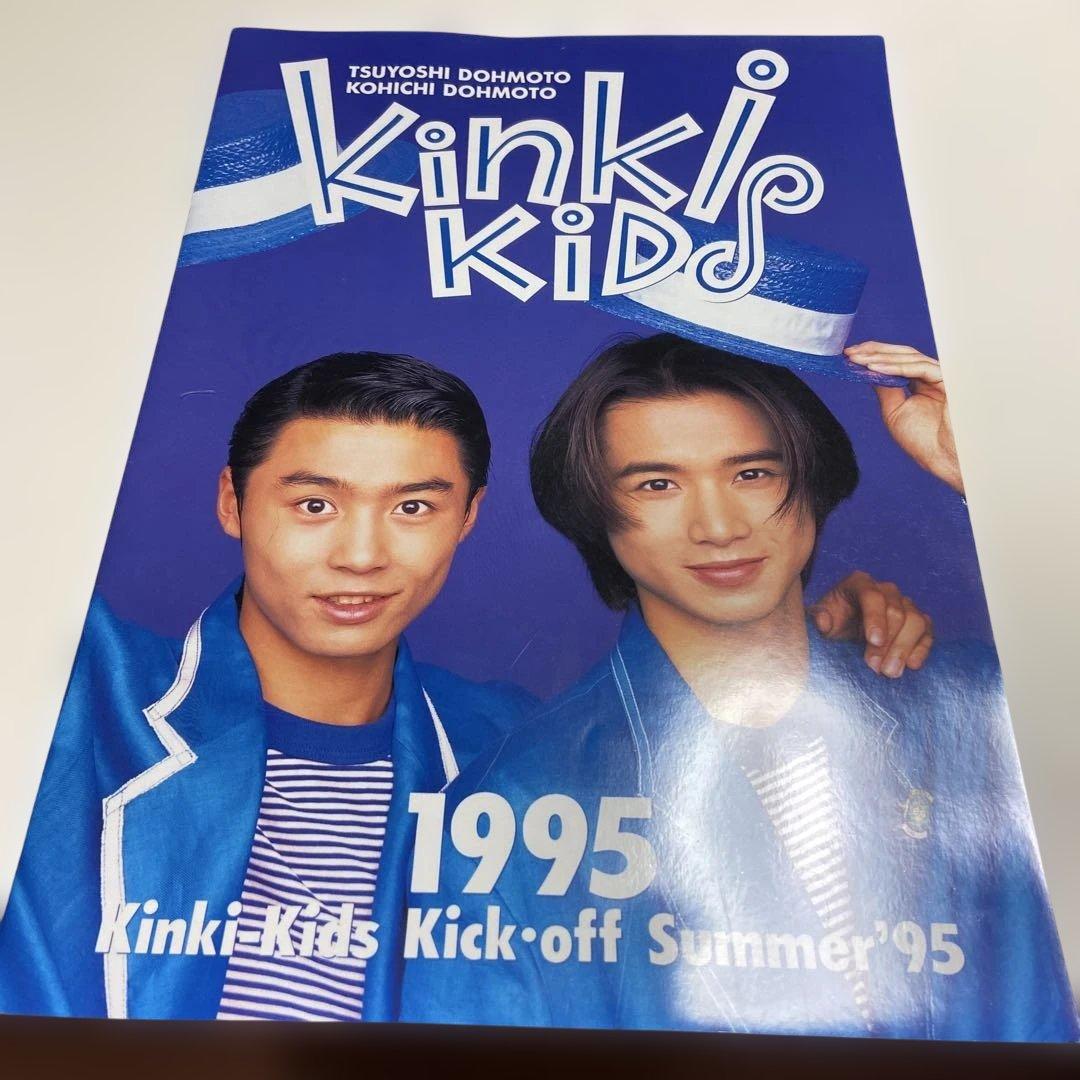 TSUYOSHI DOHMOTO
KOHICHI DOHMOTO
KinKi
KiDS
1995
Kinki-Kids Kick·off Summer'95